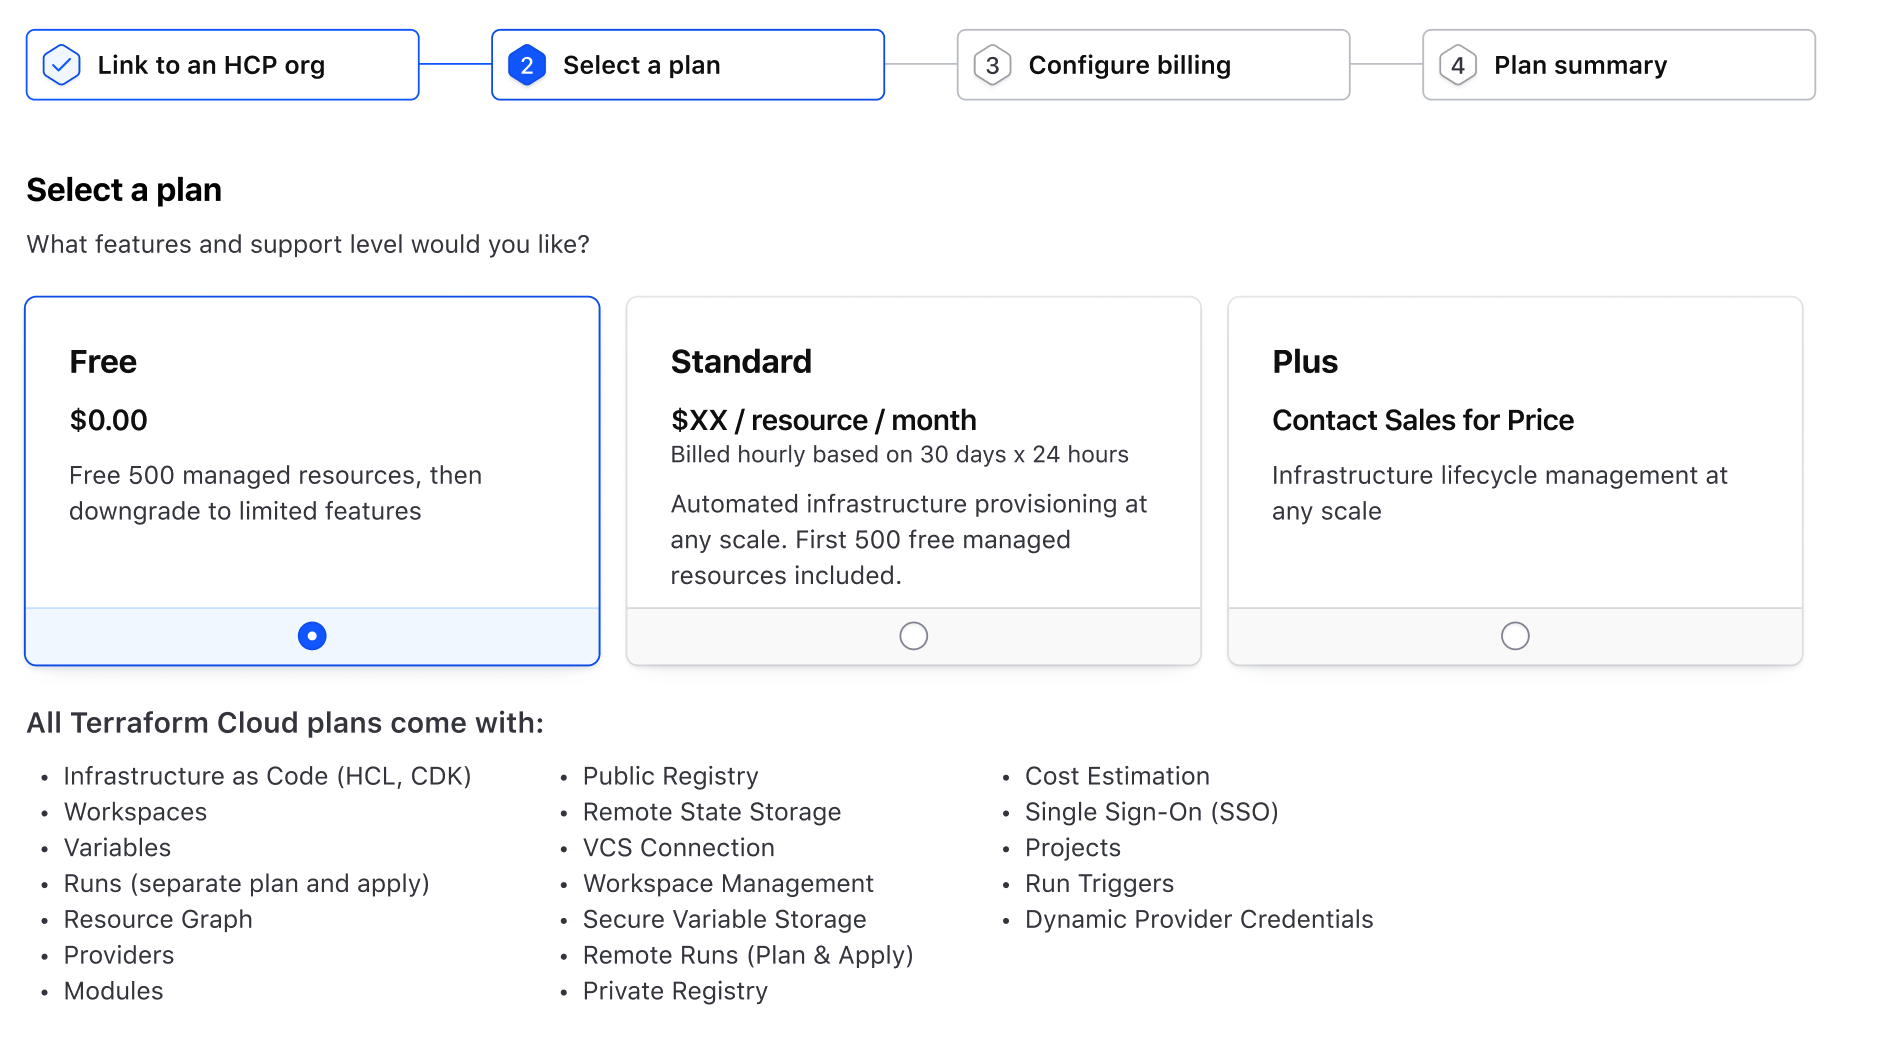 Link to an HCP org
2 Select a plan
3 Configure billing
4 Plan summary
Select a plan
What features and support level would you like?
Free
$0.00
Free 500 managed resources, then
downgrade to limited features
Standard
$XX / resource / month
Billed hourly based on 30 days x 24 hours
Automated infrastructure provisioning at
any scale. First 500 free managed
resources included.
Plus
Contact Sales for Price
Infrastructure lifecycle management at
any scale
All Terraform Cloud plans come with:
• Infrastructure as Code (HCL, CDK)
• Workspaces
• Variables
• Runs (separate plan and apply)
• Resource Graph
• Providers
• Modules
• Public Registry
• Remote State Storage
• VCS Connection
• Workspace Management
• Secure Variable Storage
• Remote Runs (Plan & Apply)
• Private Registry
• Cost Estimation
• Single Sign-On (SSO)
• Projects
• Run Triggers
• Dynamic Provider Credentials